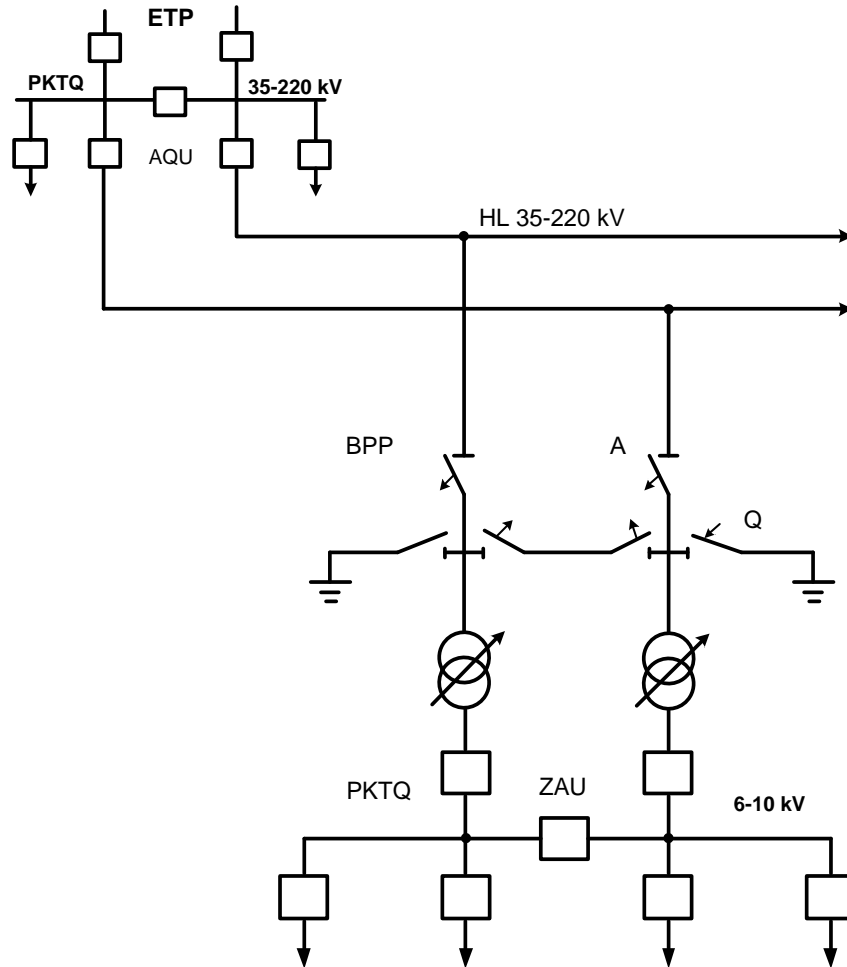 ETP
PKTQ
35-220 kV
AQU
HL 35-220 kV
BPP
A
Q
PKTQ
ZAU
6-10 kV